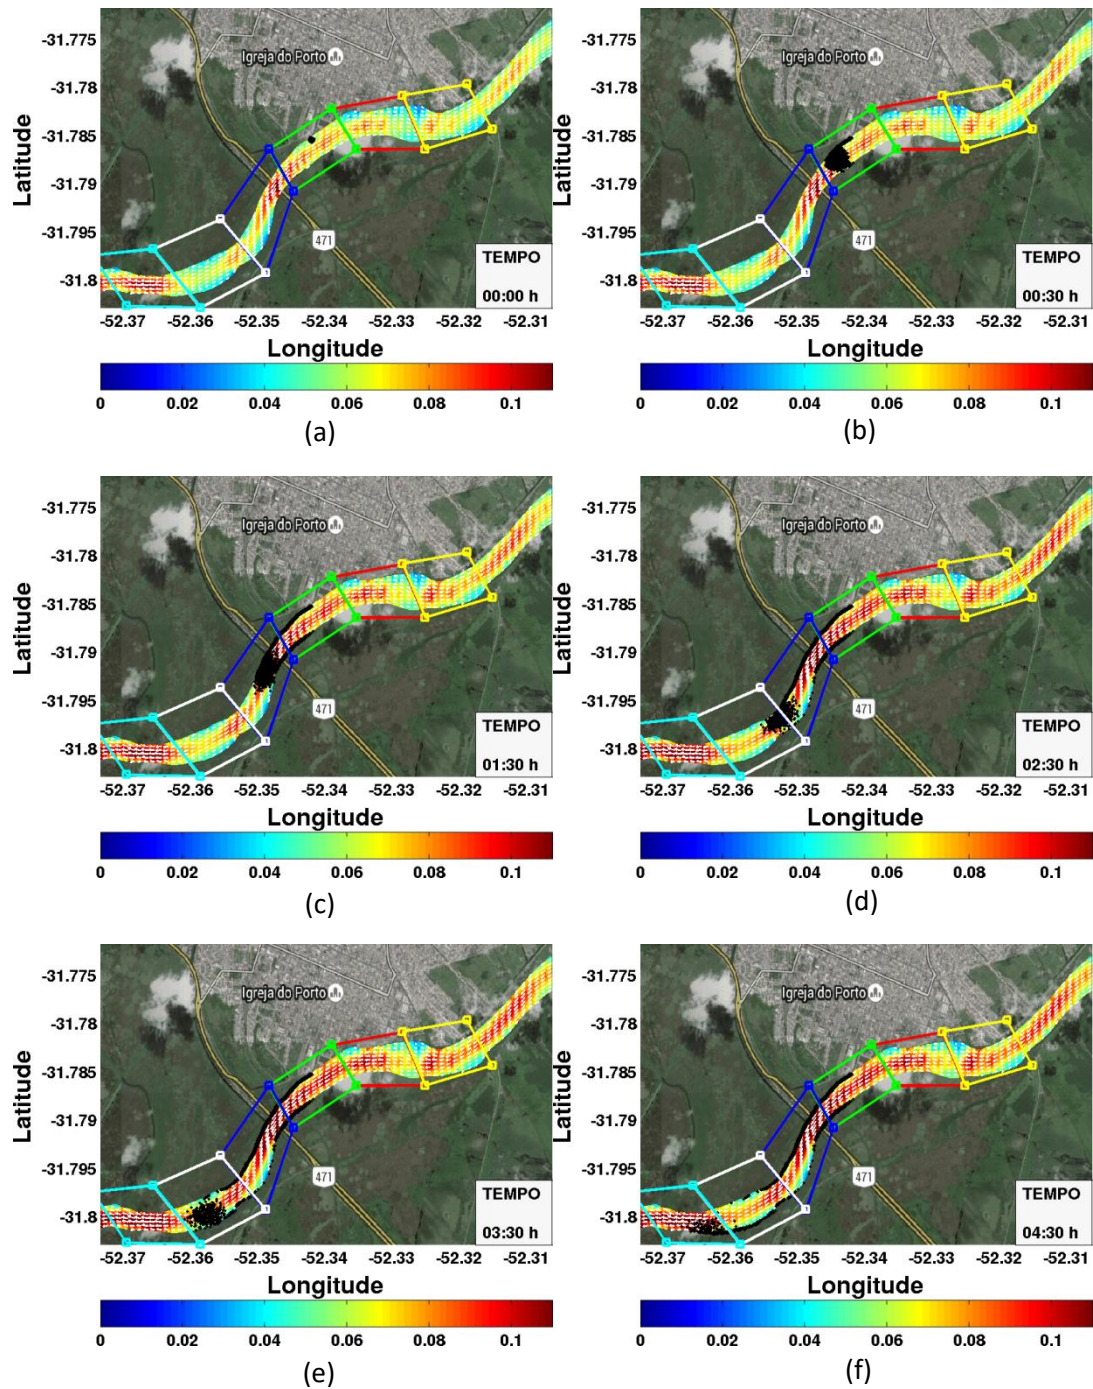 -31.775
-31.78
-31.785
-31.79
-31.795
-31.8
Latitude
Igreja do Porto
471
TEMPO
00:00 h
-52.37 -52.36 -52.35 -52.34 -52.33 -52.32 -52.31
Longitude
0 0.02 0.04 0.06 0.08 0.1
(a)
-31.775
-31.78
-31.785
-31.79
-31.795
-31.8
Latitude
Igreja do Porto
471
TEMPO
00:30 h
-52.37 -52.36 -52.35 -52.34 -52.33 -52.32 -52.31
Longitude
0 0.02 0.04 0.06 0.08 0.1
(b)
-31.775
-31.78
-31.785
-31.79
-31.795
-31.8
Latitude
Igreja do Porto
471
TEMPO
01:30 h
-52.37 -52.36 -52.35 -52.34 -52.33 -52.32 -52.31
Longitude
0 0.02 0.04 0.06 0.08 0.1
(c)
-31.775
-31.78
-31.785
-31.79
-31.795
-31.8
Latitude
Igreja do Porto
471
TEMPO
02:30 h
-52.37 -52.36 -52.35 -52.34 -52.33 -52.32 -52.31
Longitude
0 0.02 0.04 0.06 0.08 0.1
(d)
-31.775
-31.78
-31.785
-31.79
-31.795
-31.8
Latitude
Igreja do Porto
471
TEMPO
03:30 h
-52.37 -52.36 -52.35 -52.34 -52.33 -52.32 -52.31
Longitude
0 0.02 0.04 0.06 0.08 0.1
(e)
-31.775
-31.78
-31.785
-31.79
-31.795
-31.8
Latitude
Igreja do Porto
471
TEMPO
04:30 h
-52.37 -52.36 -52.35 -52.34 -52.33 -52.32 -52.31
Longitude
0 0.02 0.04 0.06 0.08 0.1
(f)